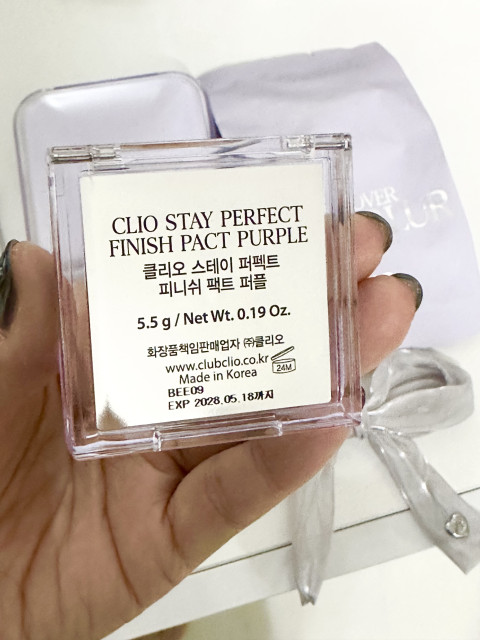 CLIO STAY PERFECT
FINISH PACT PURPLE
클리오 스테이 퍼펙트
피니쉬 팩트 퍼플
5.5 g / Net Wt. 0.19 Oz.
화장품책임판매업자 ㈜클리오
www.clubclio.co.kr
24M
Made in Korea
BEE09
EXP 2028.05.18까지
OVER
LUR